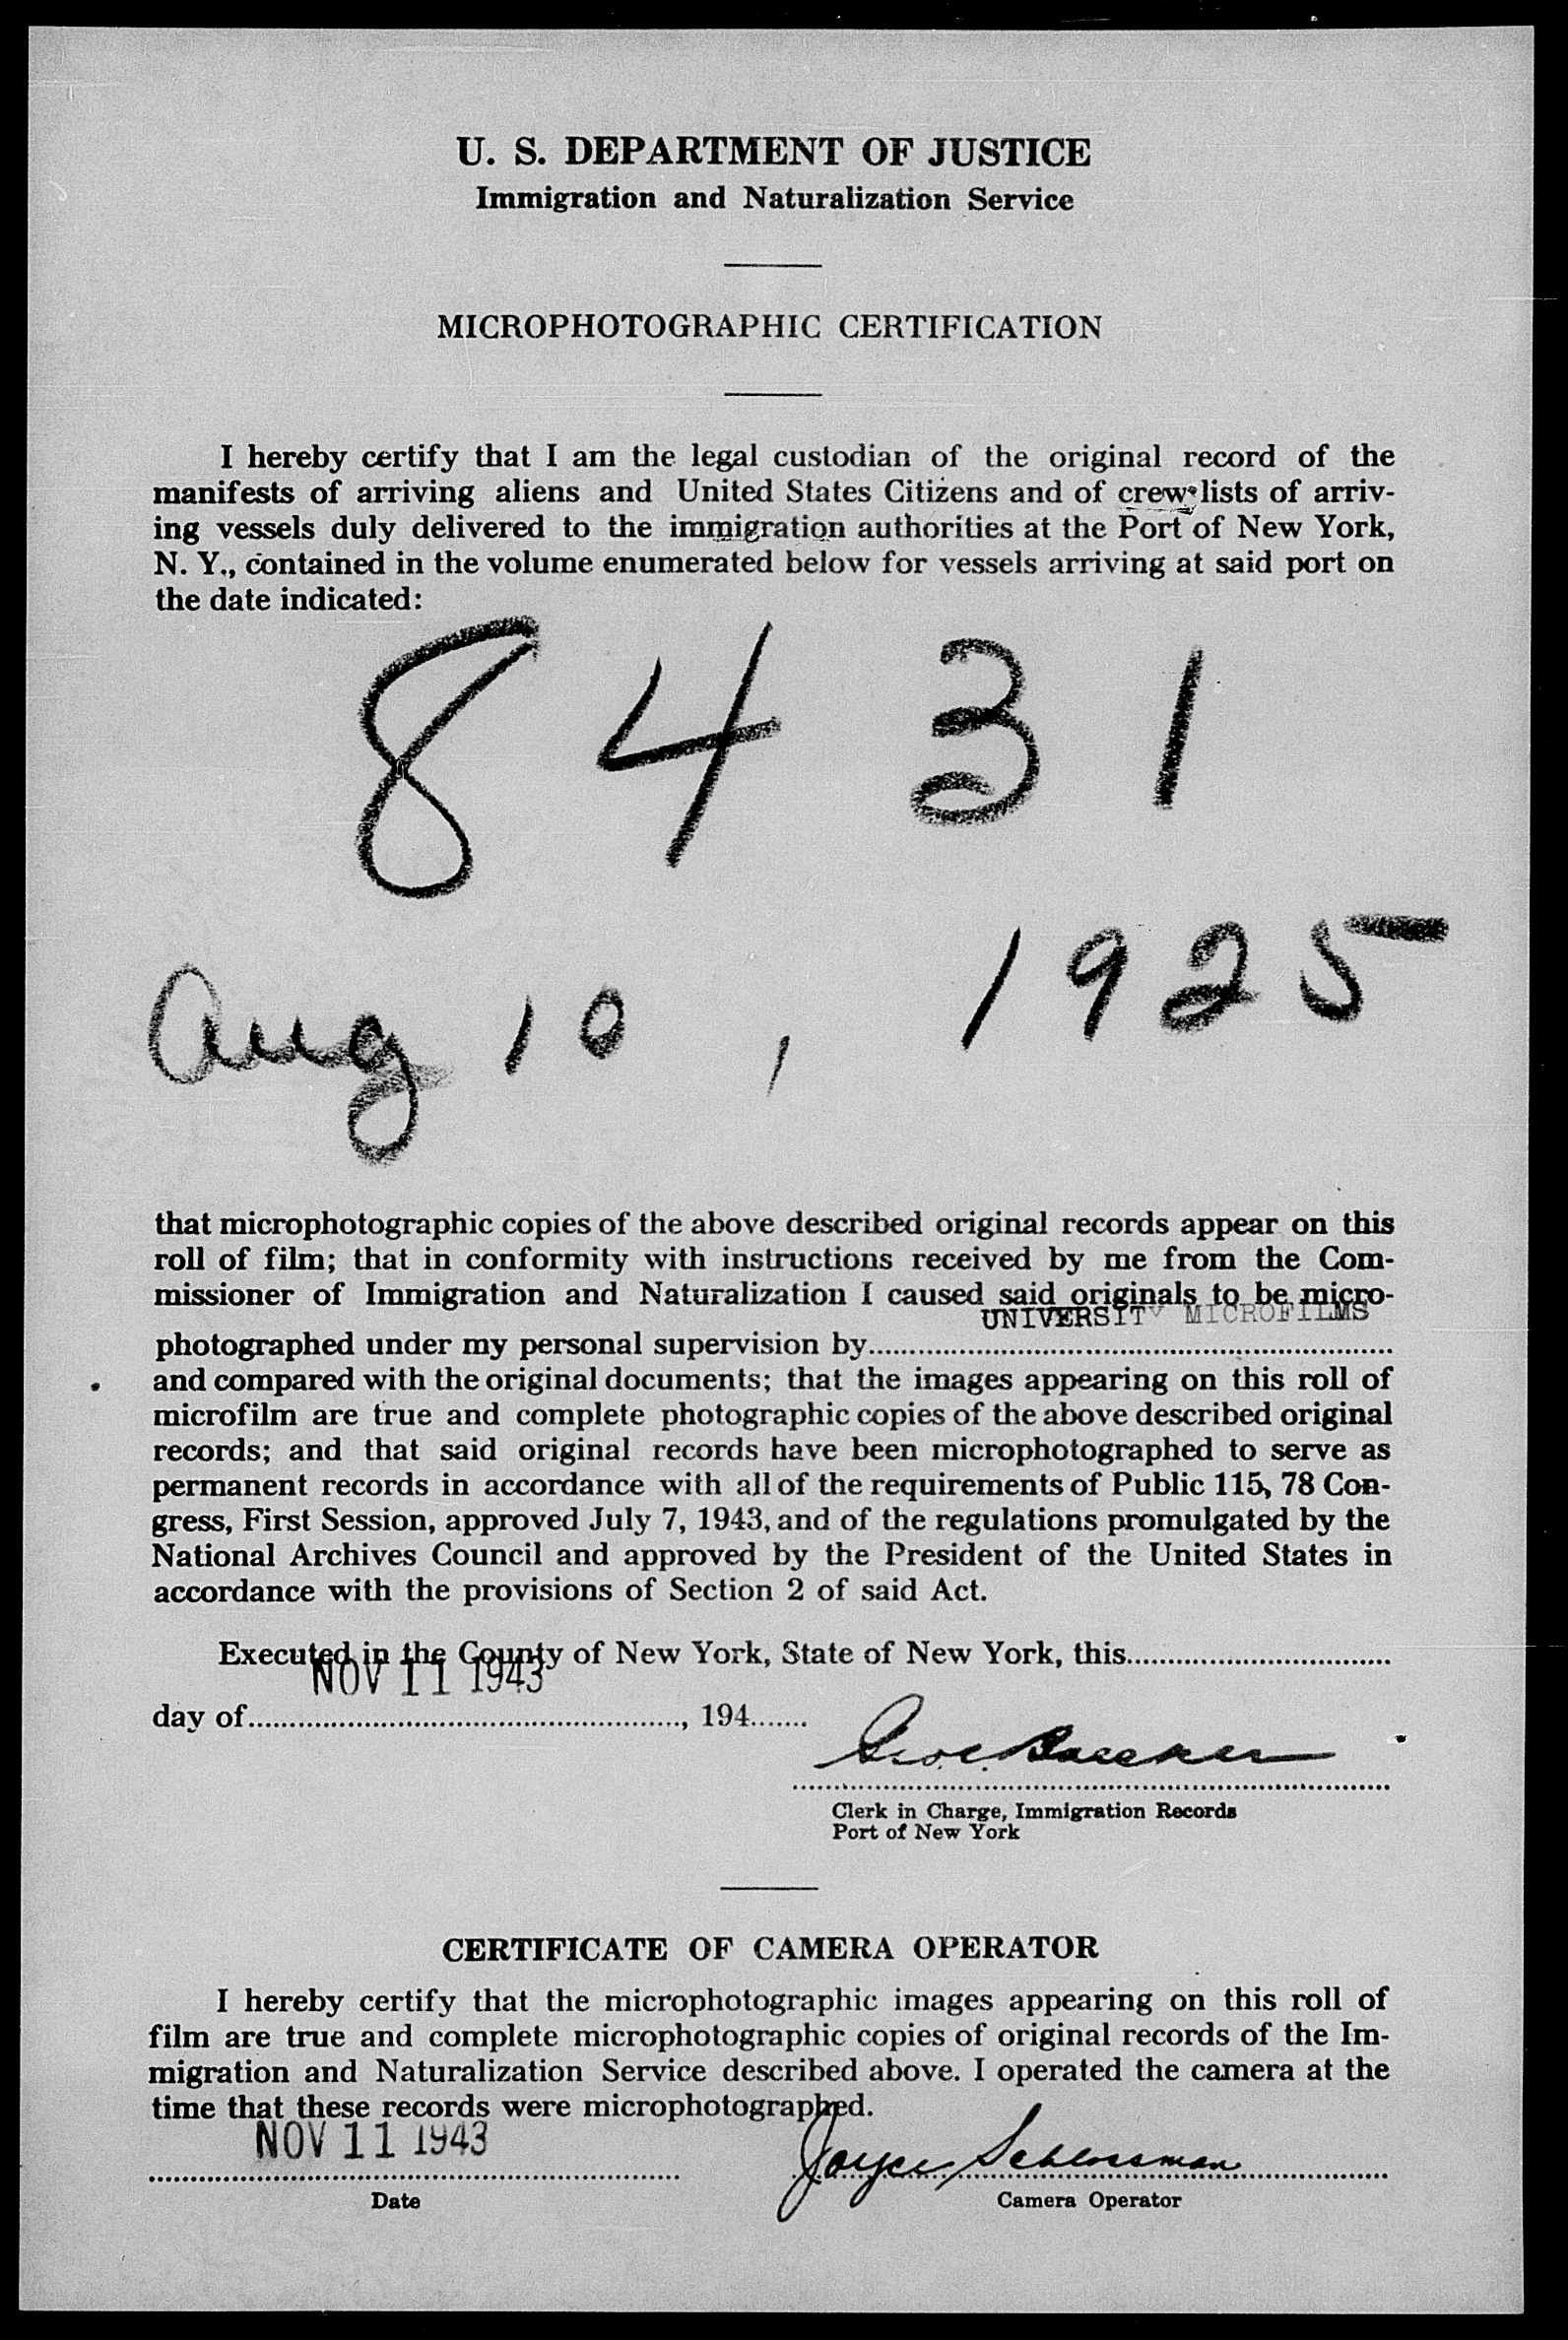 U. S. DEPARTMENT OF JUSTICE
Immigration and Naturalization Service
MICROPHOTOGRAPHIC CERTIFICATION
I hereby certify that I am the legal custodian of the original record of the
manifests of arriving aliens and United States Citizens and of crew lists of arriv-
ing vessels duly delivered to the immigration authorities at the Port of New York,
N. Y., contained in the volume enumerated below for vessels arriving at said port on
the date indicated:
8 4 3 1
Aug 10, 1925
that microphotographic copies of the above described original records appear on this
roll of film; that in conformity with instructions received by me from the Com-
missioner of Immigration and Naturalization I caused said originals to be micro-
UNIVERSITY MICROFILMS
photographed under my personal supervision by
and compared with the original documents; that the images appearing on this roll of
microfilm are true and complete photographic copies of the above described original
records; and that said original records have been microphotographed to serve as
permanent records in accordance with all of the requirements of Public 115, 78 Con-
gress, First Session, approved July 7, 1943, and of the regulations promulgated by the
National Archives Council and approved by the President of the United States in
accordance with the provisions of Section 2 of said Act.
Executed in the County of New York, State of New York, this
NOV 11 1943
day of , 194
Clerk in Charge, Immigration Records
Port of New York
CERTIFICATE OF CAMERA OPERATOR
I hereby certify that the microphotographic images appearing on this roll of
film are true and complete microphotographic copies of original records of the Im-
migration and Naturalization Service described above. I operated the camera at the
time that these records were microphotographed.
NOV 11 1943 Joyce Schlossman
Date Camera Operator